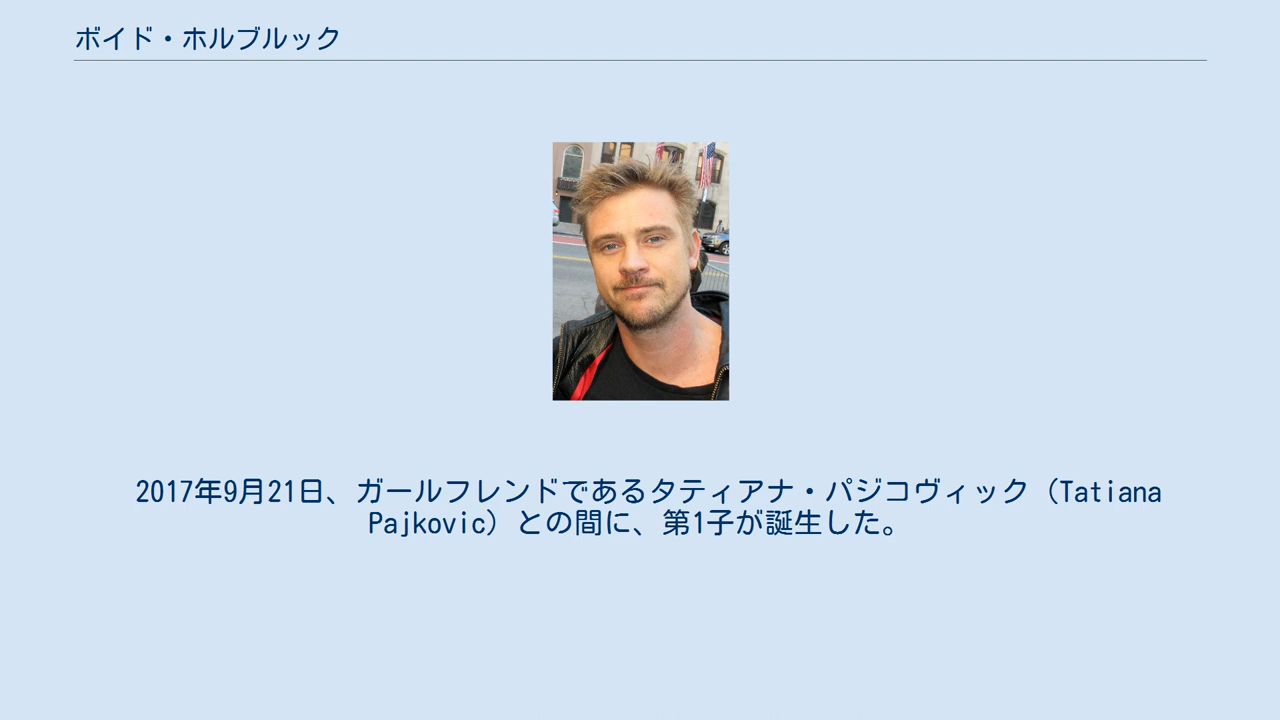 ボイド・ホルブルック
2017年9月21日、ガールフレンドであるタティアナ・パジコヴィック（Tatiana
Pajkovic）との間に、第1子が誕生した。